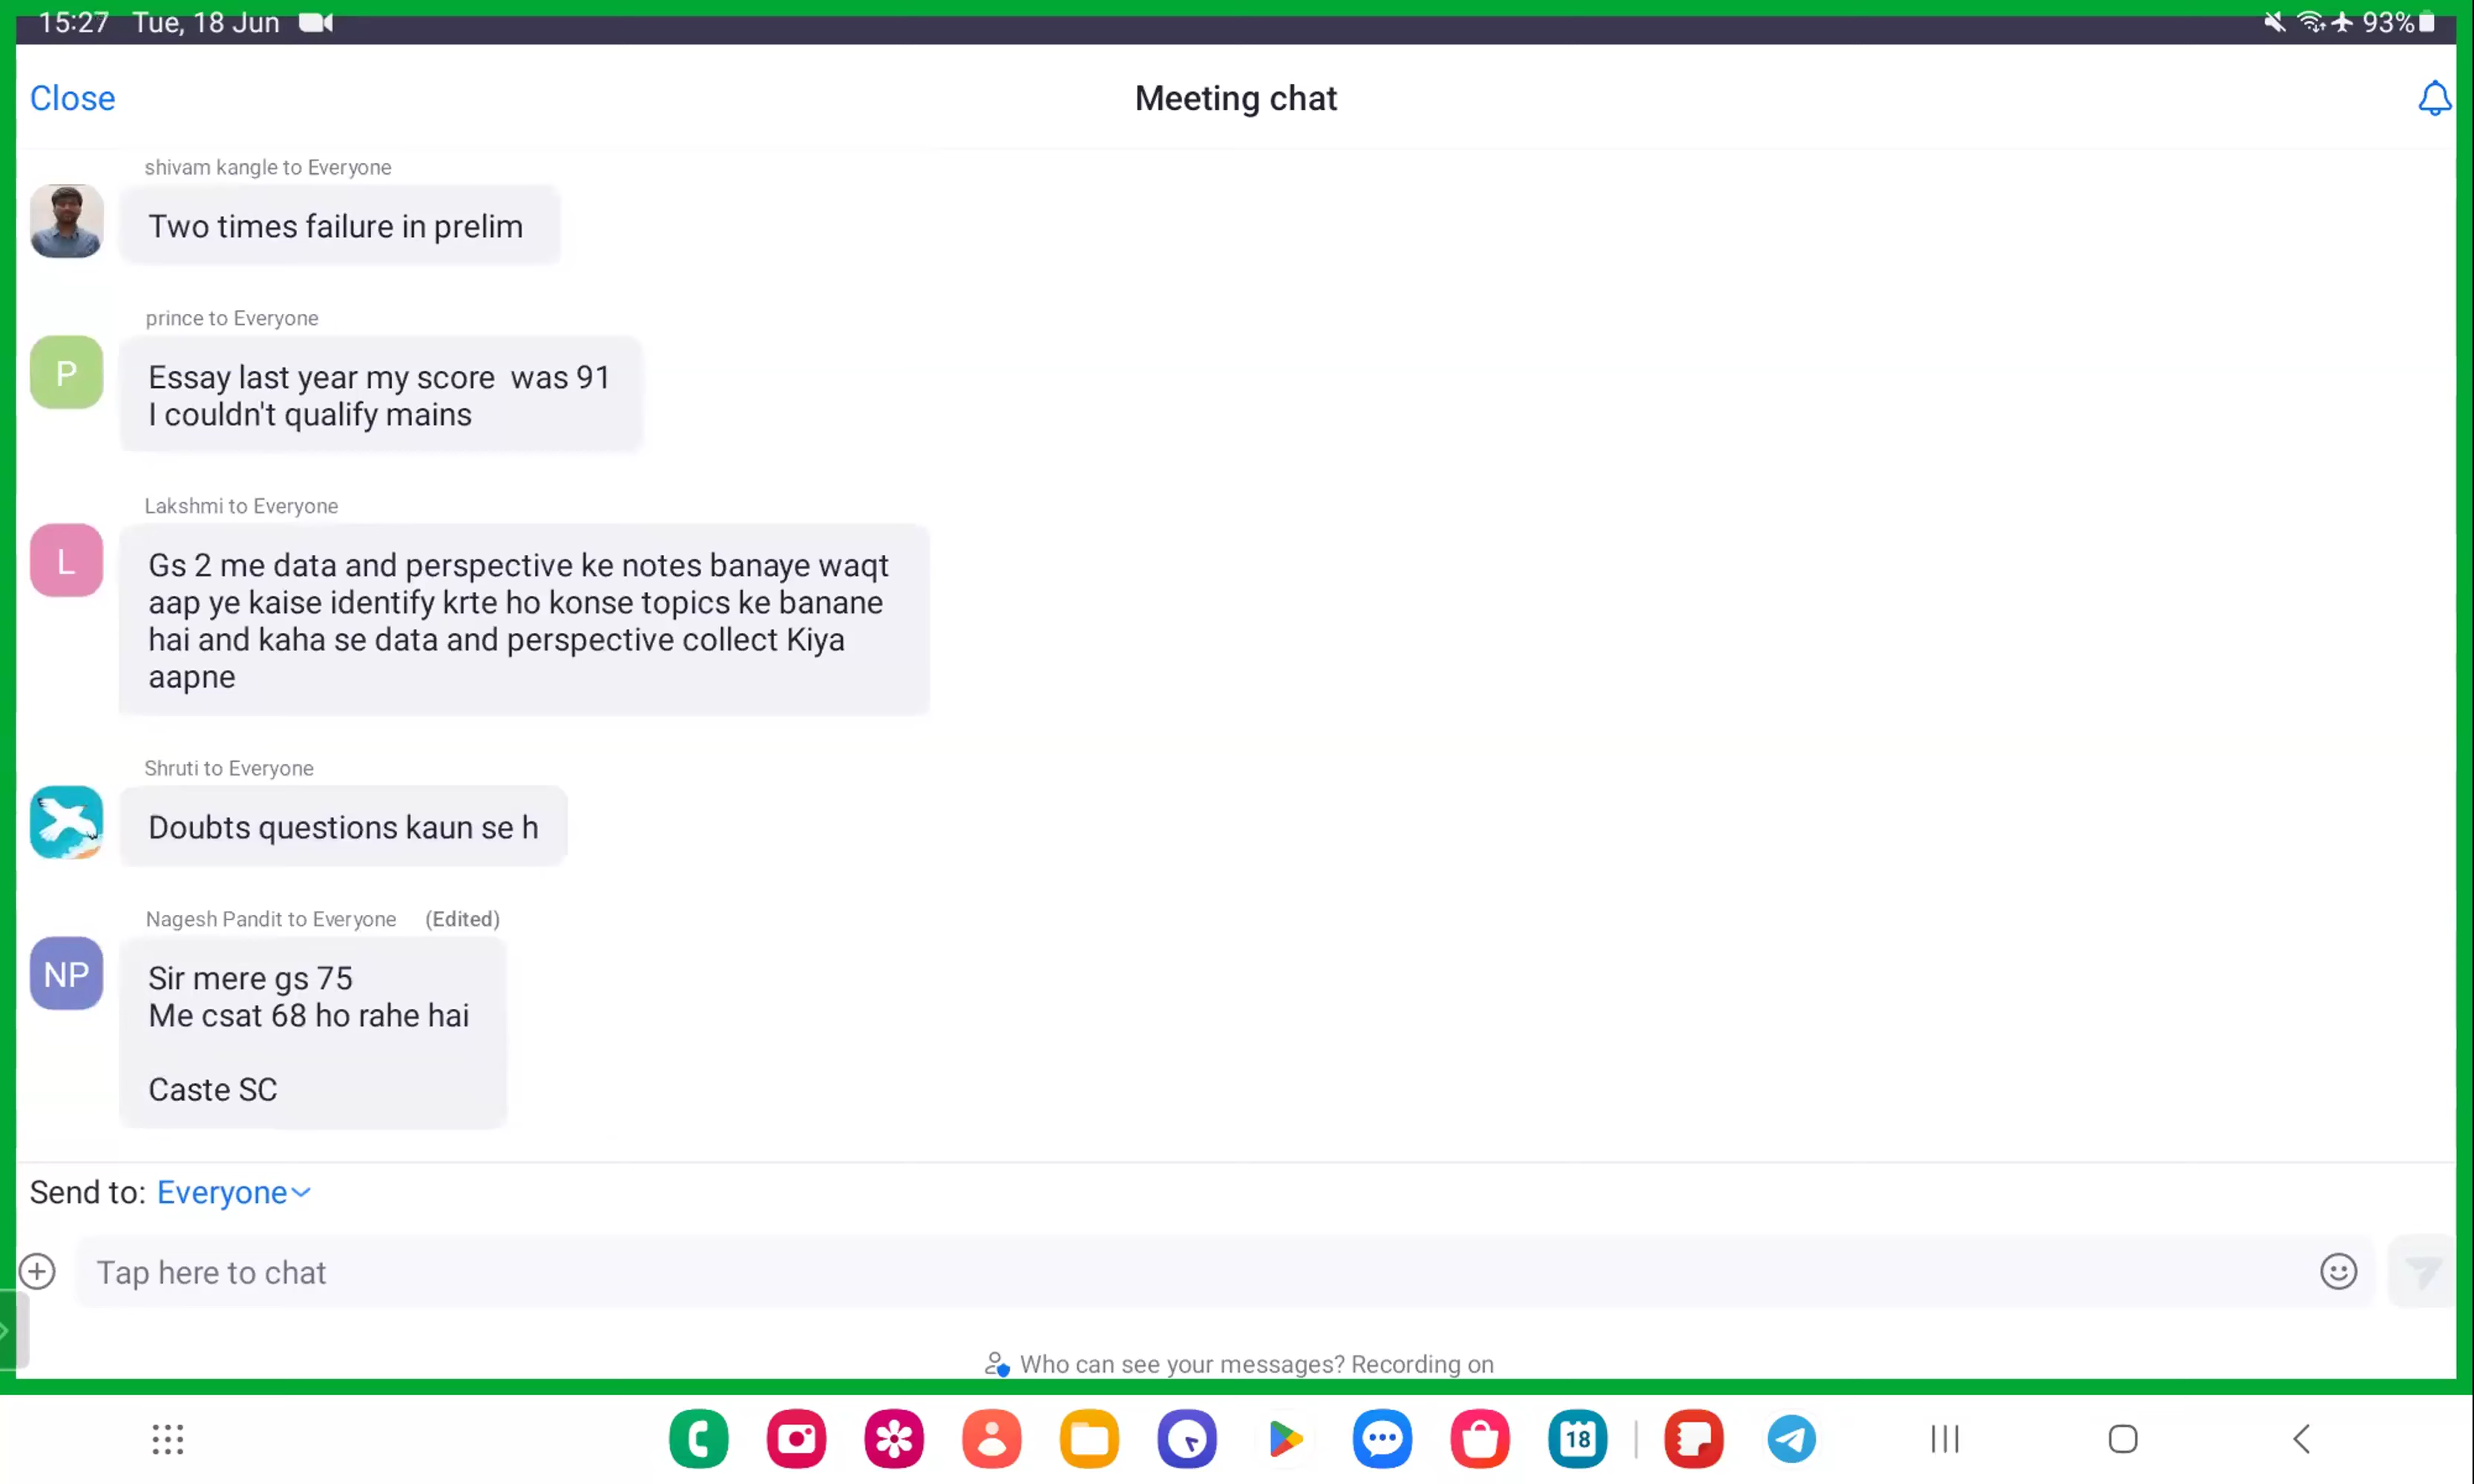 15:27 Tue, 18 Jun
93%
Close
Meeting chat
shivam kangle to Everyone
Two times failure in prelim
prince to Everyone
P
Essay last year my score  was 91
I couldn't qualify mains
Lakshmi to Everyone
L
Gs 2 me data and perspective ke notes banaye waqt
aap ye kaise identify krte ho konse topics ke banane
hai and kaha se data and perspective collect Kiya
aapne
Shruti to Everyone
Doubts questions kaun se h
Nagesh Pandit to Everyone (Edited)
NP
Sir mere gs 75
Me csat 68 ho rahe hai
Caste SC
Send to: Everyone
Tap here to chat
Who can see your messages? Recording on
18